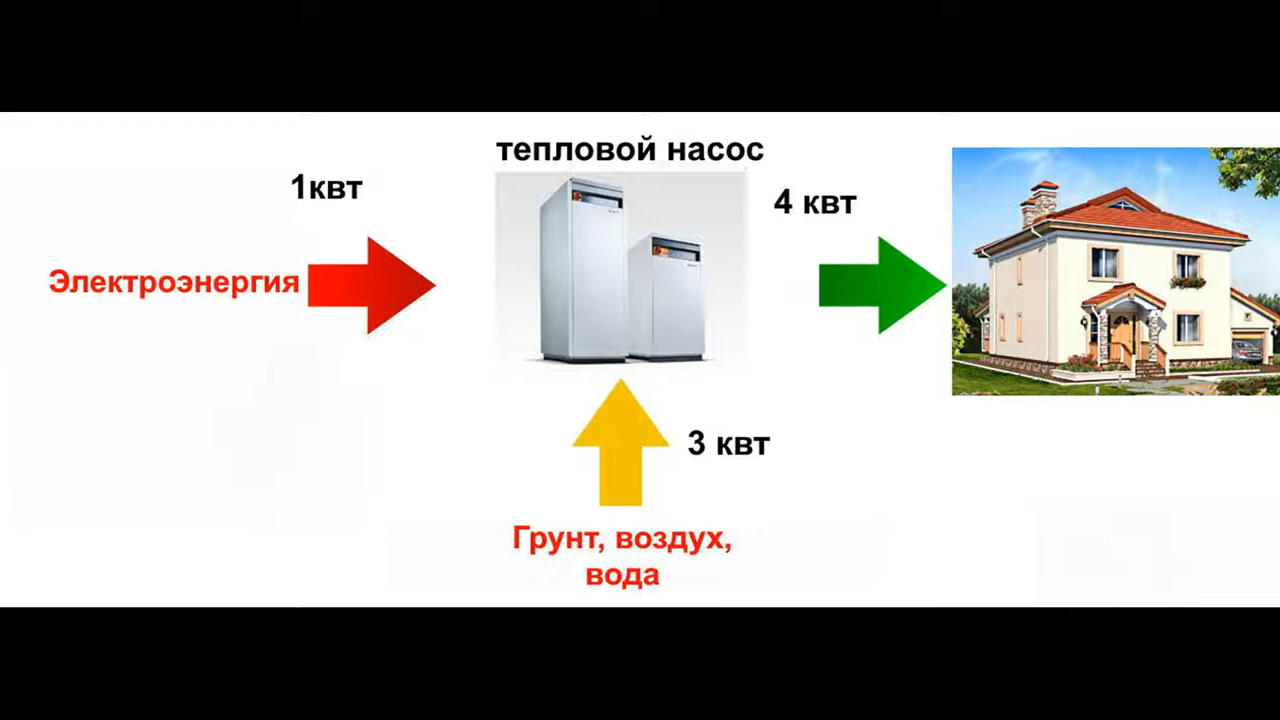 тепловой насос
1квт
4 квт
Электроэнергия
3 квт
Грунт, воздух,
вода